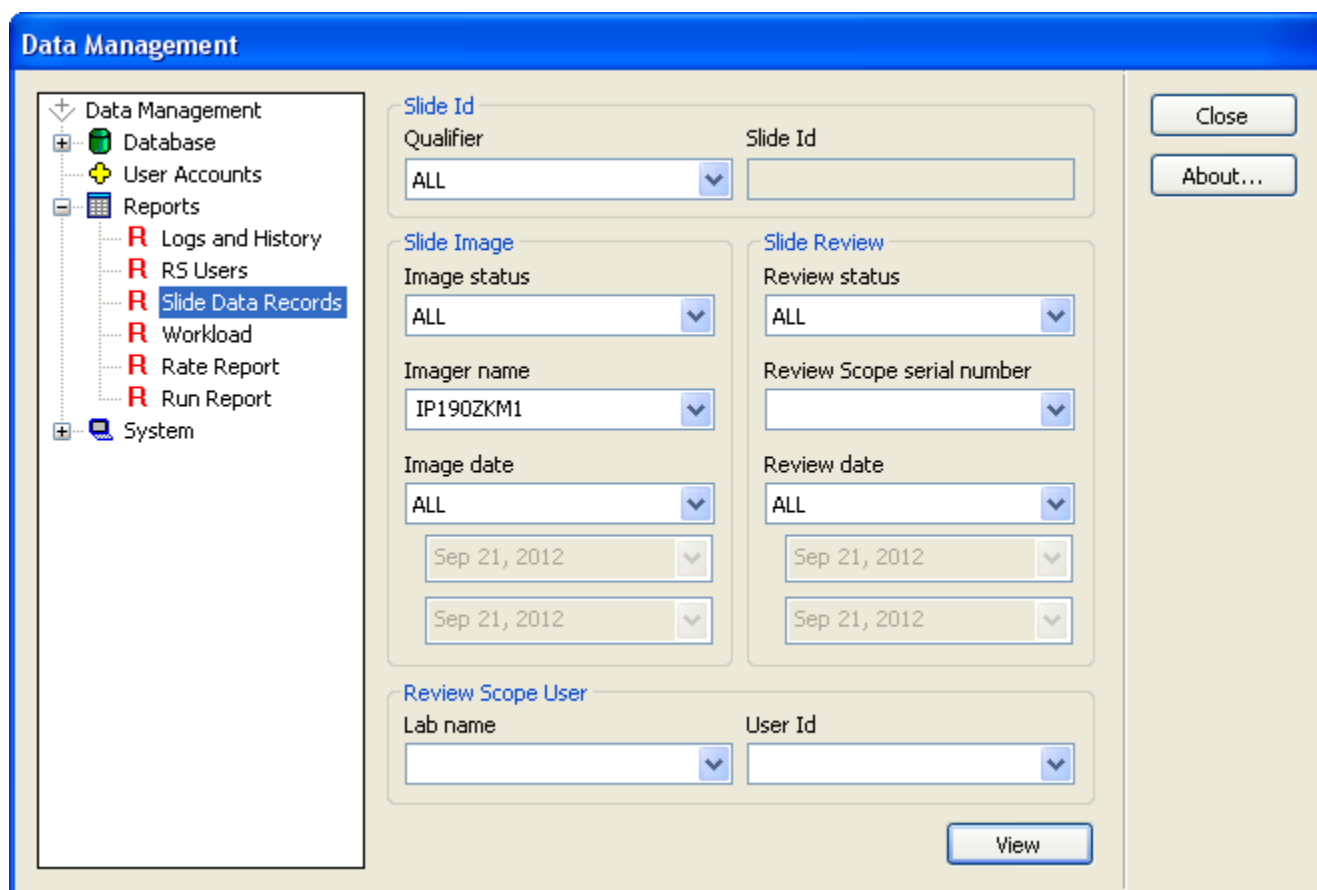 Data Management
Data Management
Database
User Accounts
Reports
R Logs and History
R RS Users
R Slide Data Records
R Workload
R Rate Report
R Run Report
System
Slide Id
Qualifier
Slide Id
ALL
Slide Image
Image status
ALL
Imager name
IP190ZKM1
Image date
ALL
Sep 21, 2012
Sep 21, 2012
Slide Review
Review status
ALL
Review Scope serial number
Review date
ALL
Sep 21, 2012
Sep 21, 2012
Review Scope User
Lab name
User Id
View
Close
About...